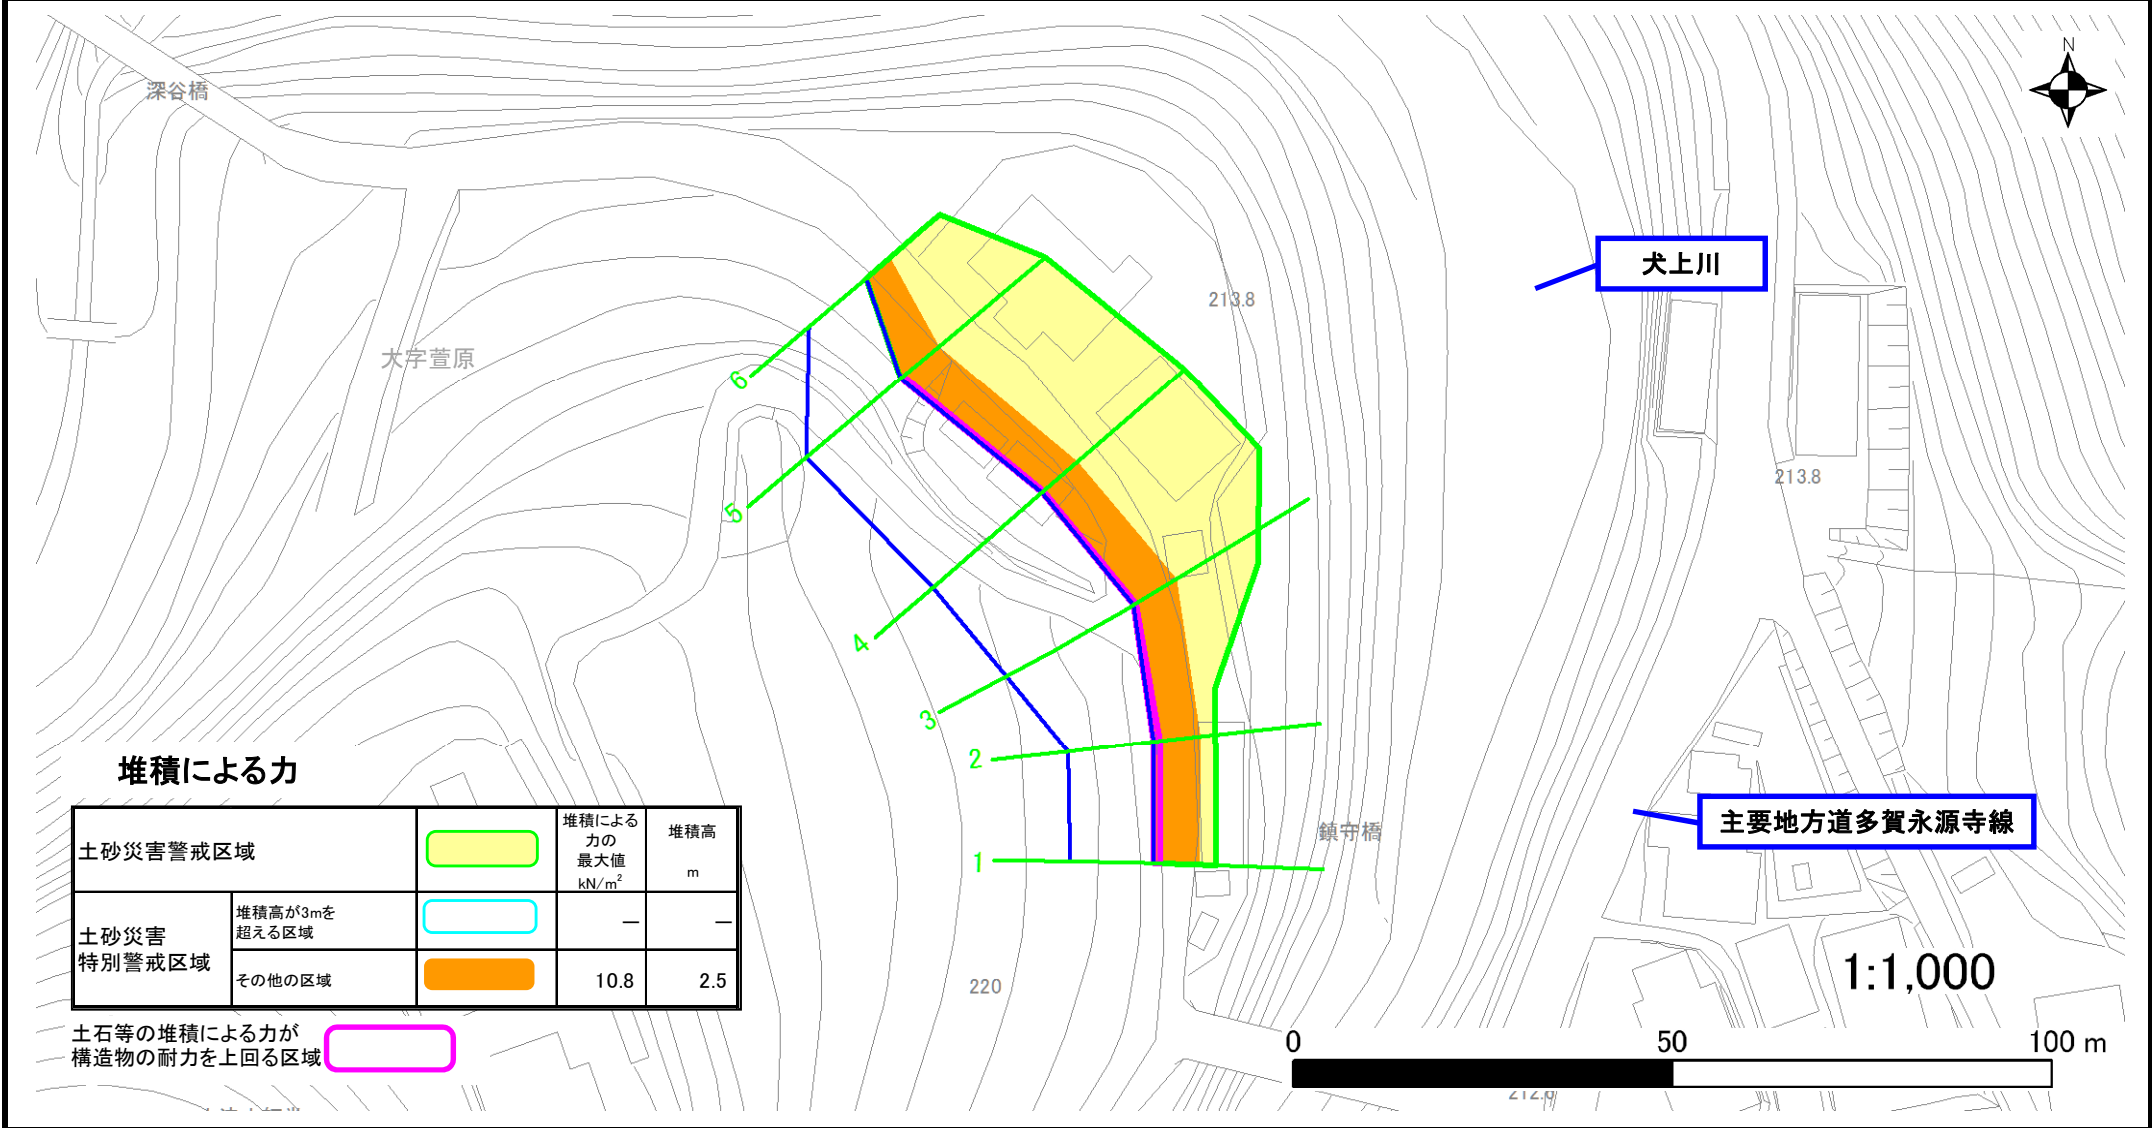 深谷橋
N
犬上川
213.8
大字萱原
6
5
4
3
2
1
213.8
鎮守橋
主要地方道多賀永源寺線
220
堆積による力
土砂災害警戒区域
堆積による
力の
最大値
kN/m²
堆積高
m
土砂災害
特別警戒区域
堆積高が3mを
超える区域
―
―
その他の区域
10.8
2.5
土石等の堆積による力が
構造物の耐力を上回る区域
1:1,000
0
50
100 m